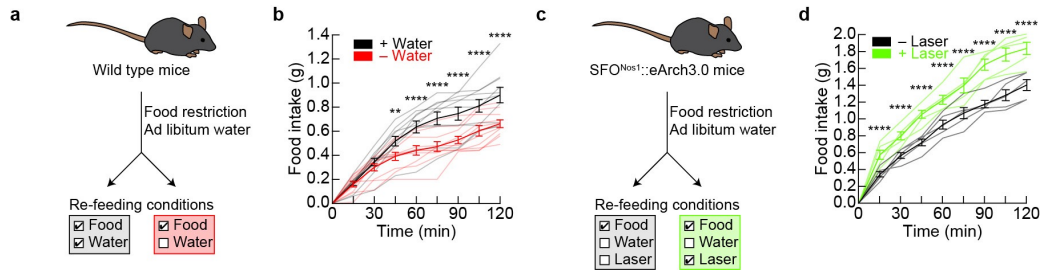 a
Wild type mice
Food restriction
Ad libitum water
Re-feeding conditions
Food
Water
Food
Water
b
1.4
1.2
1.0
0.8
0.6
0.4
0.2
0.0
Food intake (g)
+ Water
– Water
**
****
****
****
****
****
0
30
60
90
120
Time (min)
c
SFONos1::eArch3.0 mice
Food restriction
Ad libitum water
Re-feeding conditions
Food
Water
Laser
Food
Water
Laser
d
2.0
1.8
1.6
1.4
1.2
1.0
0.8
0.6
0.4
0.2
0.0
Food intake (g)
– Laser
+ Laser
****
****
****
****
****
****
****
****
0
30
60
90
120
Time (min)